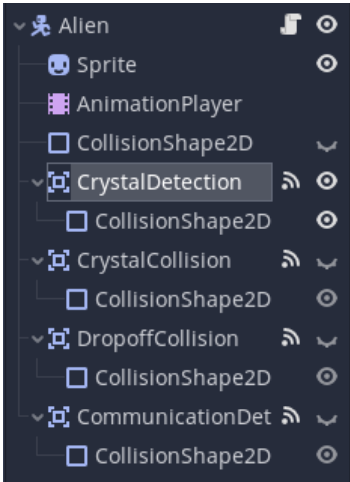 Alien
Sprite
AnimationPlayer
CollisionShape2D
CrystalDetection
CollisionShape2D
CrystalCollision
CollisionShape2D
DropoffCollision
CollisionShape2D
CommunicationDet
CollisionShape2D